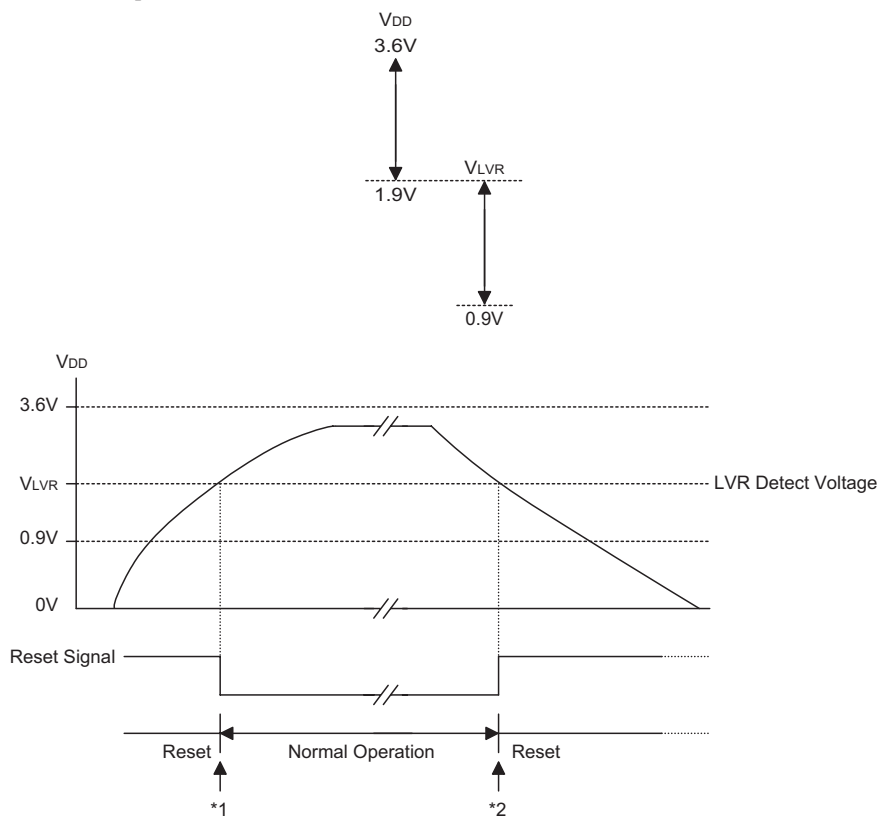 VDD
3.6V
VLVR
1.9V
0.9V
VDD
3.6V
VLVR
LVR Detect Voltage
0.9V
0V
Reset Signal
Reset
Normal Operation
Reset
*1
*2